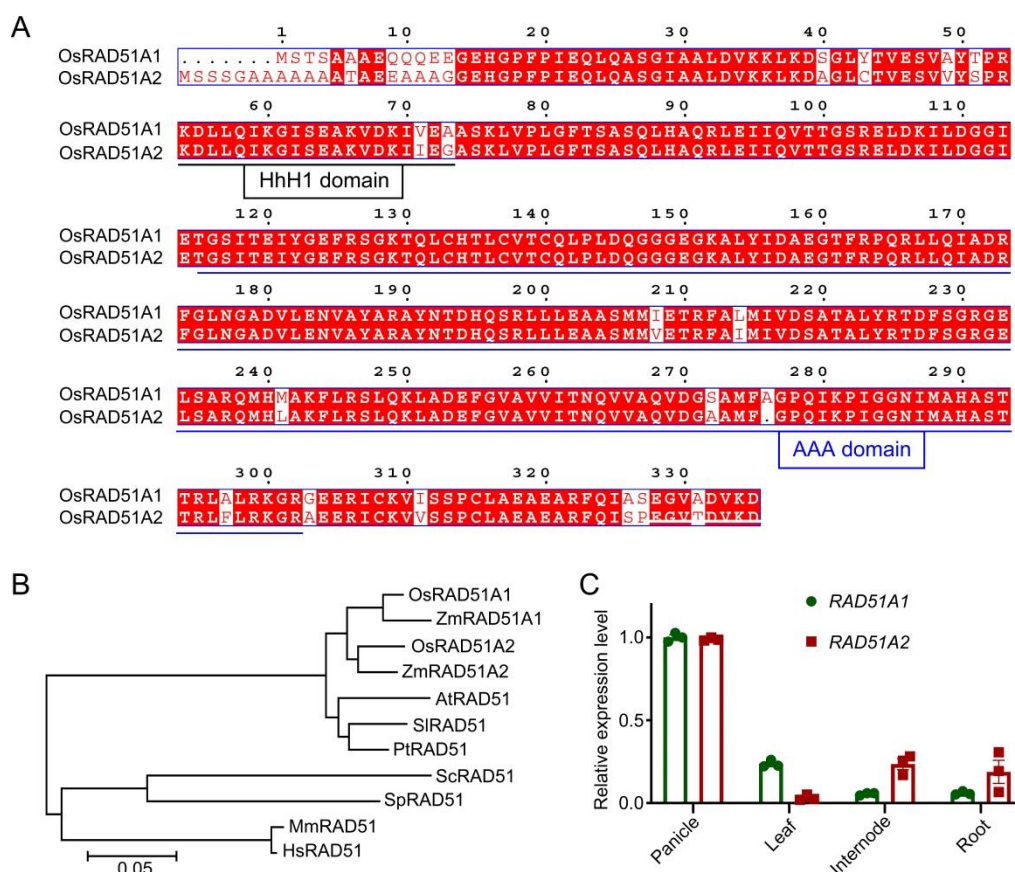 A
1 10 20 30 40 50
OsRAD51A1 .......MSTSAAAEQQQEEGEHGPFPIEQLQASGIAALDVKKLKDSGLYTVESVAYTPR
OsRAD51A2 MSSSGAAAAAATAEEAAAGGEHGPFPIEQLQASGIAALDVKKLKDAGLCTVESVVYSPR
60 70 80 90 100 110
OsRAD51A1 KDLLQIKGISEAKVDKIVEAASKLVPLGFTSASQLHAQRLEIIQVTTGSRELDKILDGGI
OsRAD51A2 KDLLQIKGISEAKVDKIIEGASKLVPLGFTSASQLHAQRLEIIQVTTGSRELDKILDGGI
HhH1 domain
120 130 140 150 160 170
OsRAD51A1 ETGSITEIYGEFRSGKTQLCHTLCVTCQLPLDQGGGEGKALYIDAEGTFRPQRLLQIADR
OsRAD51A2 ETGSITEIYGEFRSGKTQLCHTLCVTCQLPLDQGGGEGKALYIDAEGTFRPQRLLQIADR
180 190 200 210 220 230
OsRAD51A1 FGLNGADVLENVAYARAYNTDHQSRLLLEAASMMIETRFALMIVDSATALYRTDFSGRGE
OsRAD51A2 FGLNGADVLENVAYARAYNTDHQSRLLLEAASMMVETRFAIMIVDSATALYRTDFSGRGE
240 250 260 270 280 290
OsRAD51A1 LSARQMHMAKFLRSLQKLADEFGVAVVITNQVVAQVDGSAMFAGPQIKPIGGNIMAHAST
OsRAD51A2 LSARQMHLAKFLRSLQKLADEFGVAVVITNQVVAQVDGAAMF.GPQIKPIGGNIMAHAST
AAA domain
300 310 320 330
OsRAD51A1 TRLALRKGRGEERICKVISSPCLAEAEARFQIASEGVADVKD
OsRAD51A2 TRLFLRKGRAEERICKVVSSPCLAEAEARFQISPEGVTDVKD
B
OsRAD51A1
ZmRAD51A1
OsRAD51A2
ZmRAD51A2
AtRAD51
SlRAD51
PtRAD51
ScRAD51
SpRAD51
MmRAD51
HsRAD51
0.05
C
RAD51A1
RAD51A2
Relative expression level
1.0
0.5
0.0
Panicle
Leaf
Internode
Root